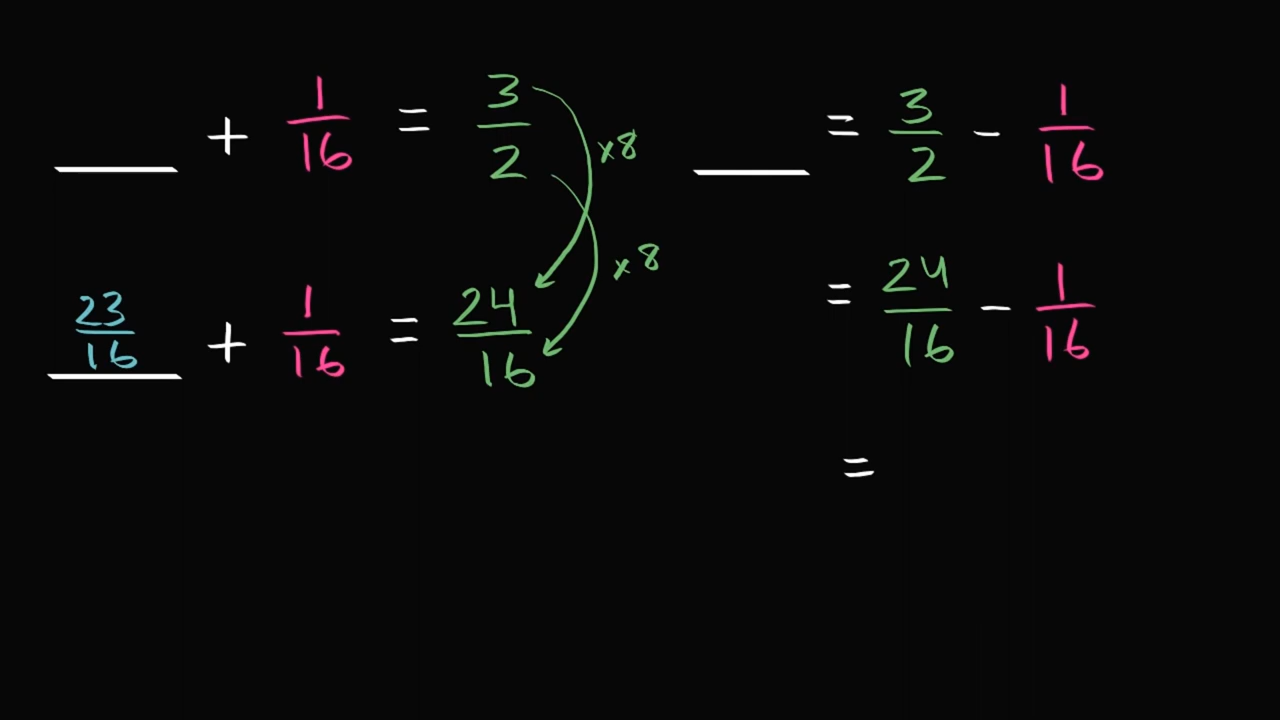 ___ + 1/16 = 3/2 ×8
23/16 + 1/16 = 24/16 ×8
___ = 3/2 - 1/16
= 24/16 - 1/16
=